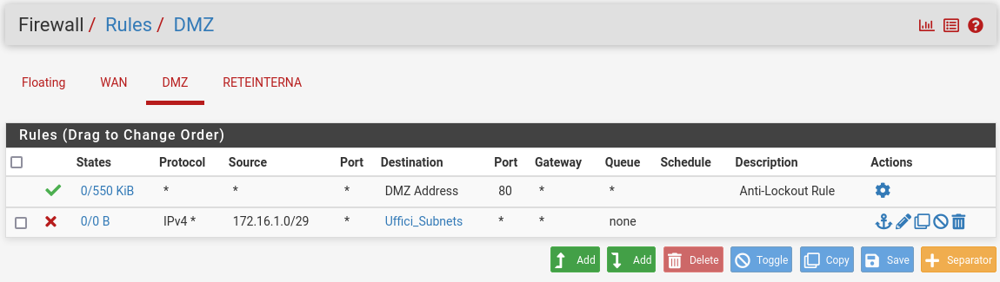 Firewall / Rules / DMZ
Floating WAN DMZ RETEINTERNA
Rules (Drag to Change Order)
States Protocol Source Port Destination Port Gateway Queue Schedule Description Actions
0/550 KiB * * * DMZ Address 80 * * Anti-Lockout Rule
0/0 B IPv4 * 172.16.1.0/29 * Uffici_Subnets * * none
Add Add Delete Toggle Copy Save Separator